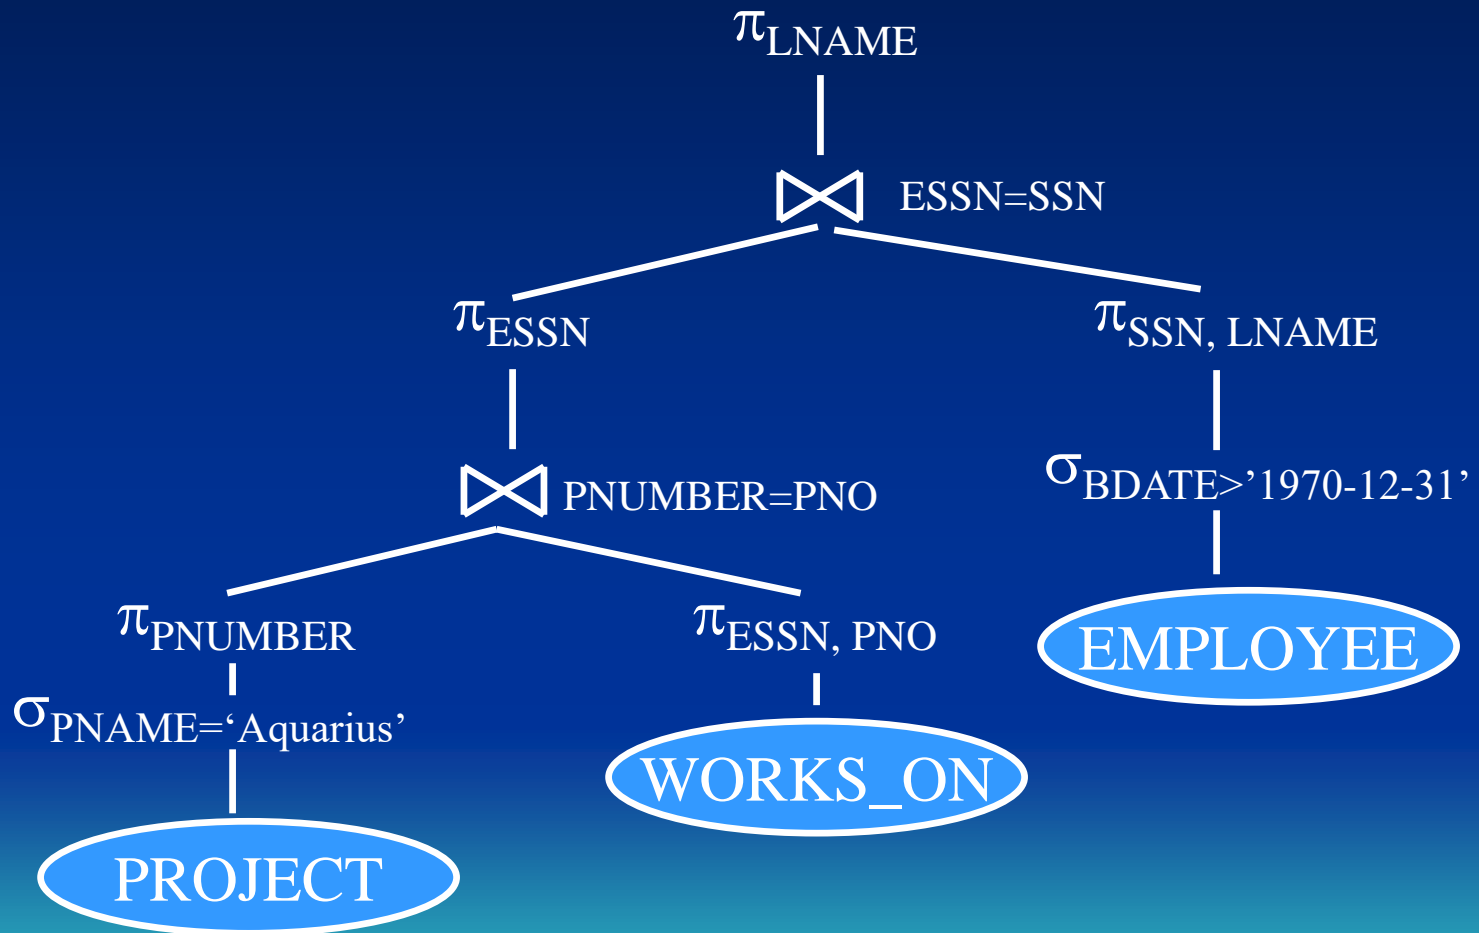 πLNAME
ESSN=SSN
πESSN
πSSN, LNAME
σBDATE>’1970-12-31’
PNUMBER=PNO
πPNUMBER
πESSN, PNO
EMPLOYEE
σPNAME=‘Aquarius’
WORKS_ON
PROJECT